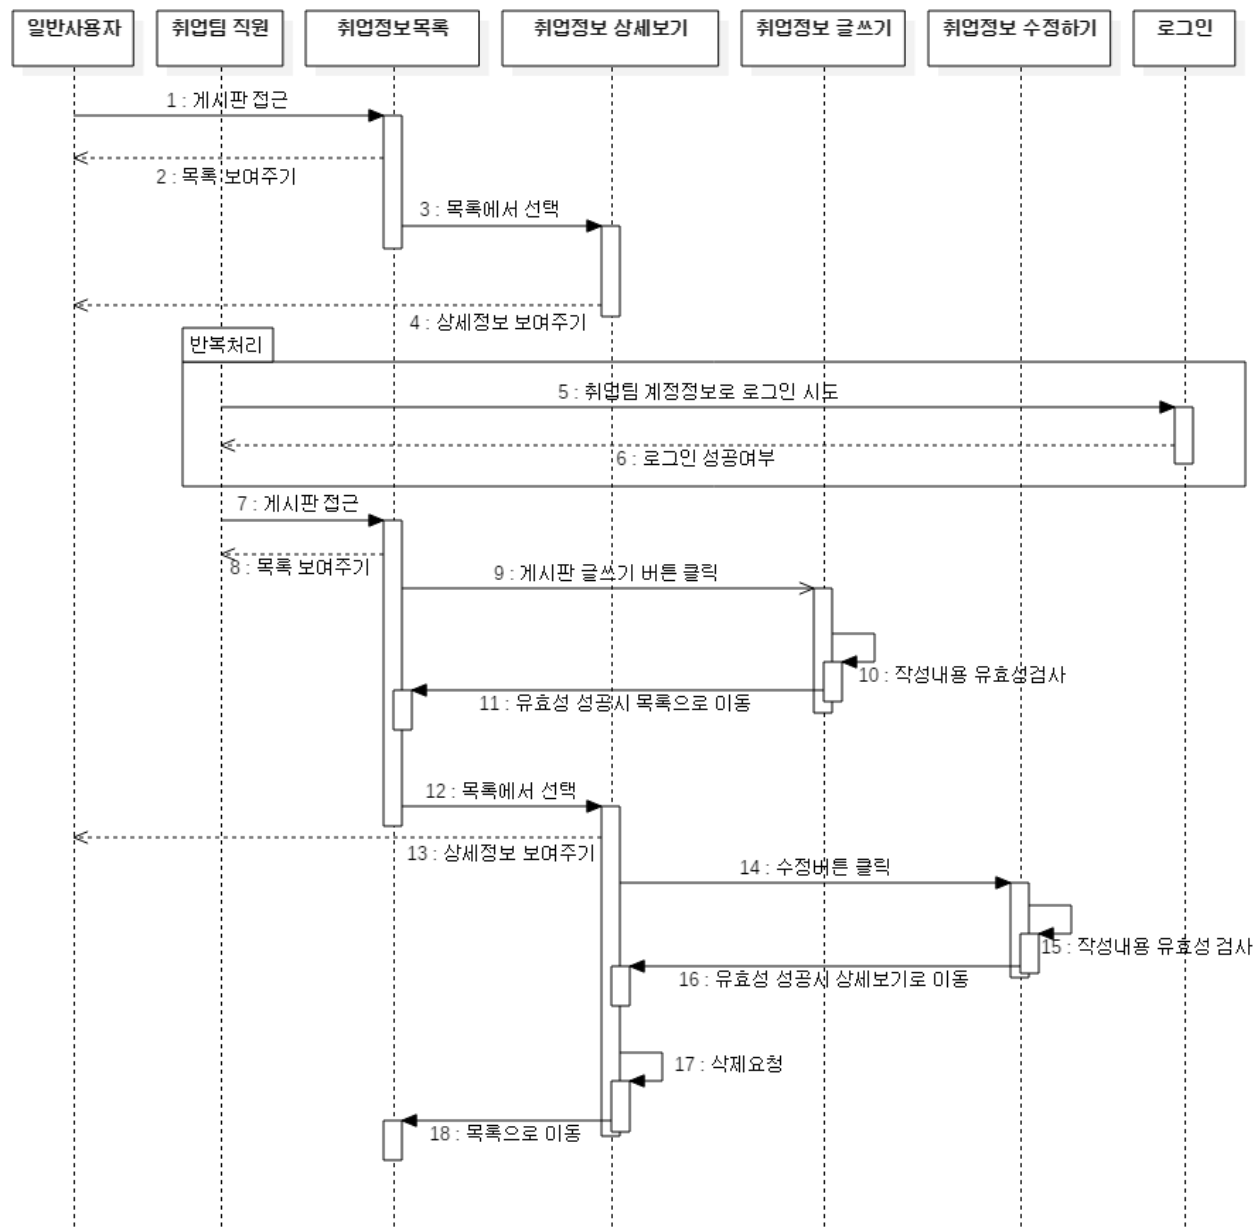 일반사용자
취업팀 직원
취업정보목록
취업정보 상세보기
취업정보 글쓰기
취업정보 수정하기
로그인
1 : 게시판 접근
2 : 목록 보여주기
3 : 목록에서 선택
4 : 상세정보 보여주기
반복처리
5 : 취업팀 계정정보로 로그인 시도
6 : 로그인 성공여부
7 : 게시판 접근
8 : 목록 보여주기
9 : 게시판 글쓰기 버튼 클릭
10 : 작성내용 유효성검사
11 : 유효성 성공시 목록으로 이동
12 : 목록에서 선택
13 : 상세정보 보여주기
14 : 수정버튼 클릭
15 : 작성내용 유효성 검사
16 : 유효성 성공시 상세보기로 이동
17 : 삭제요청
18 : 목록으로 이동